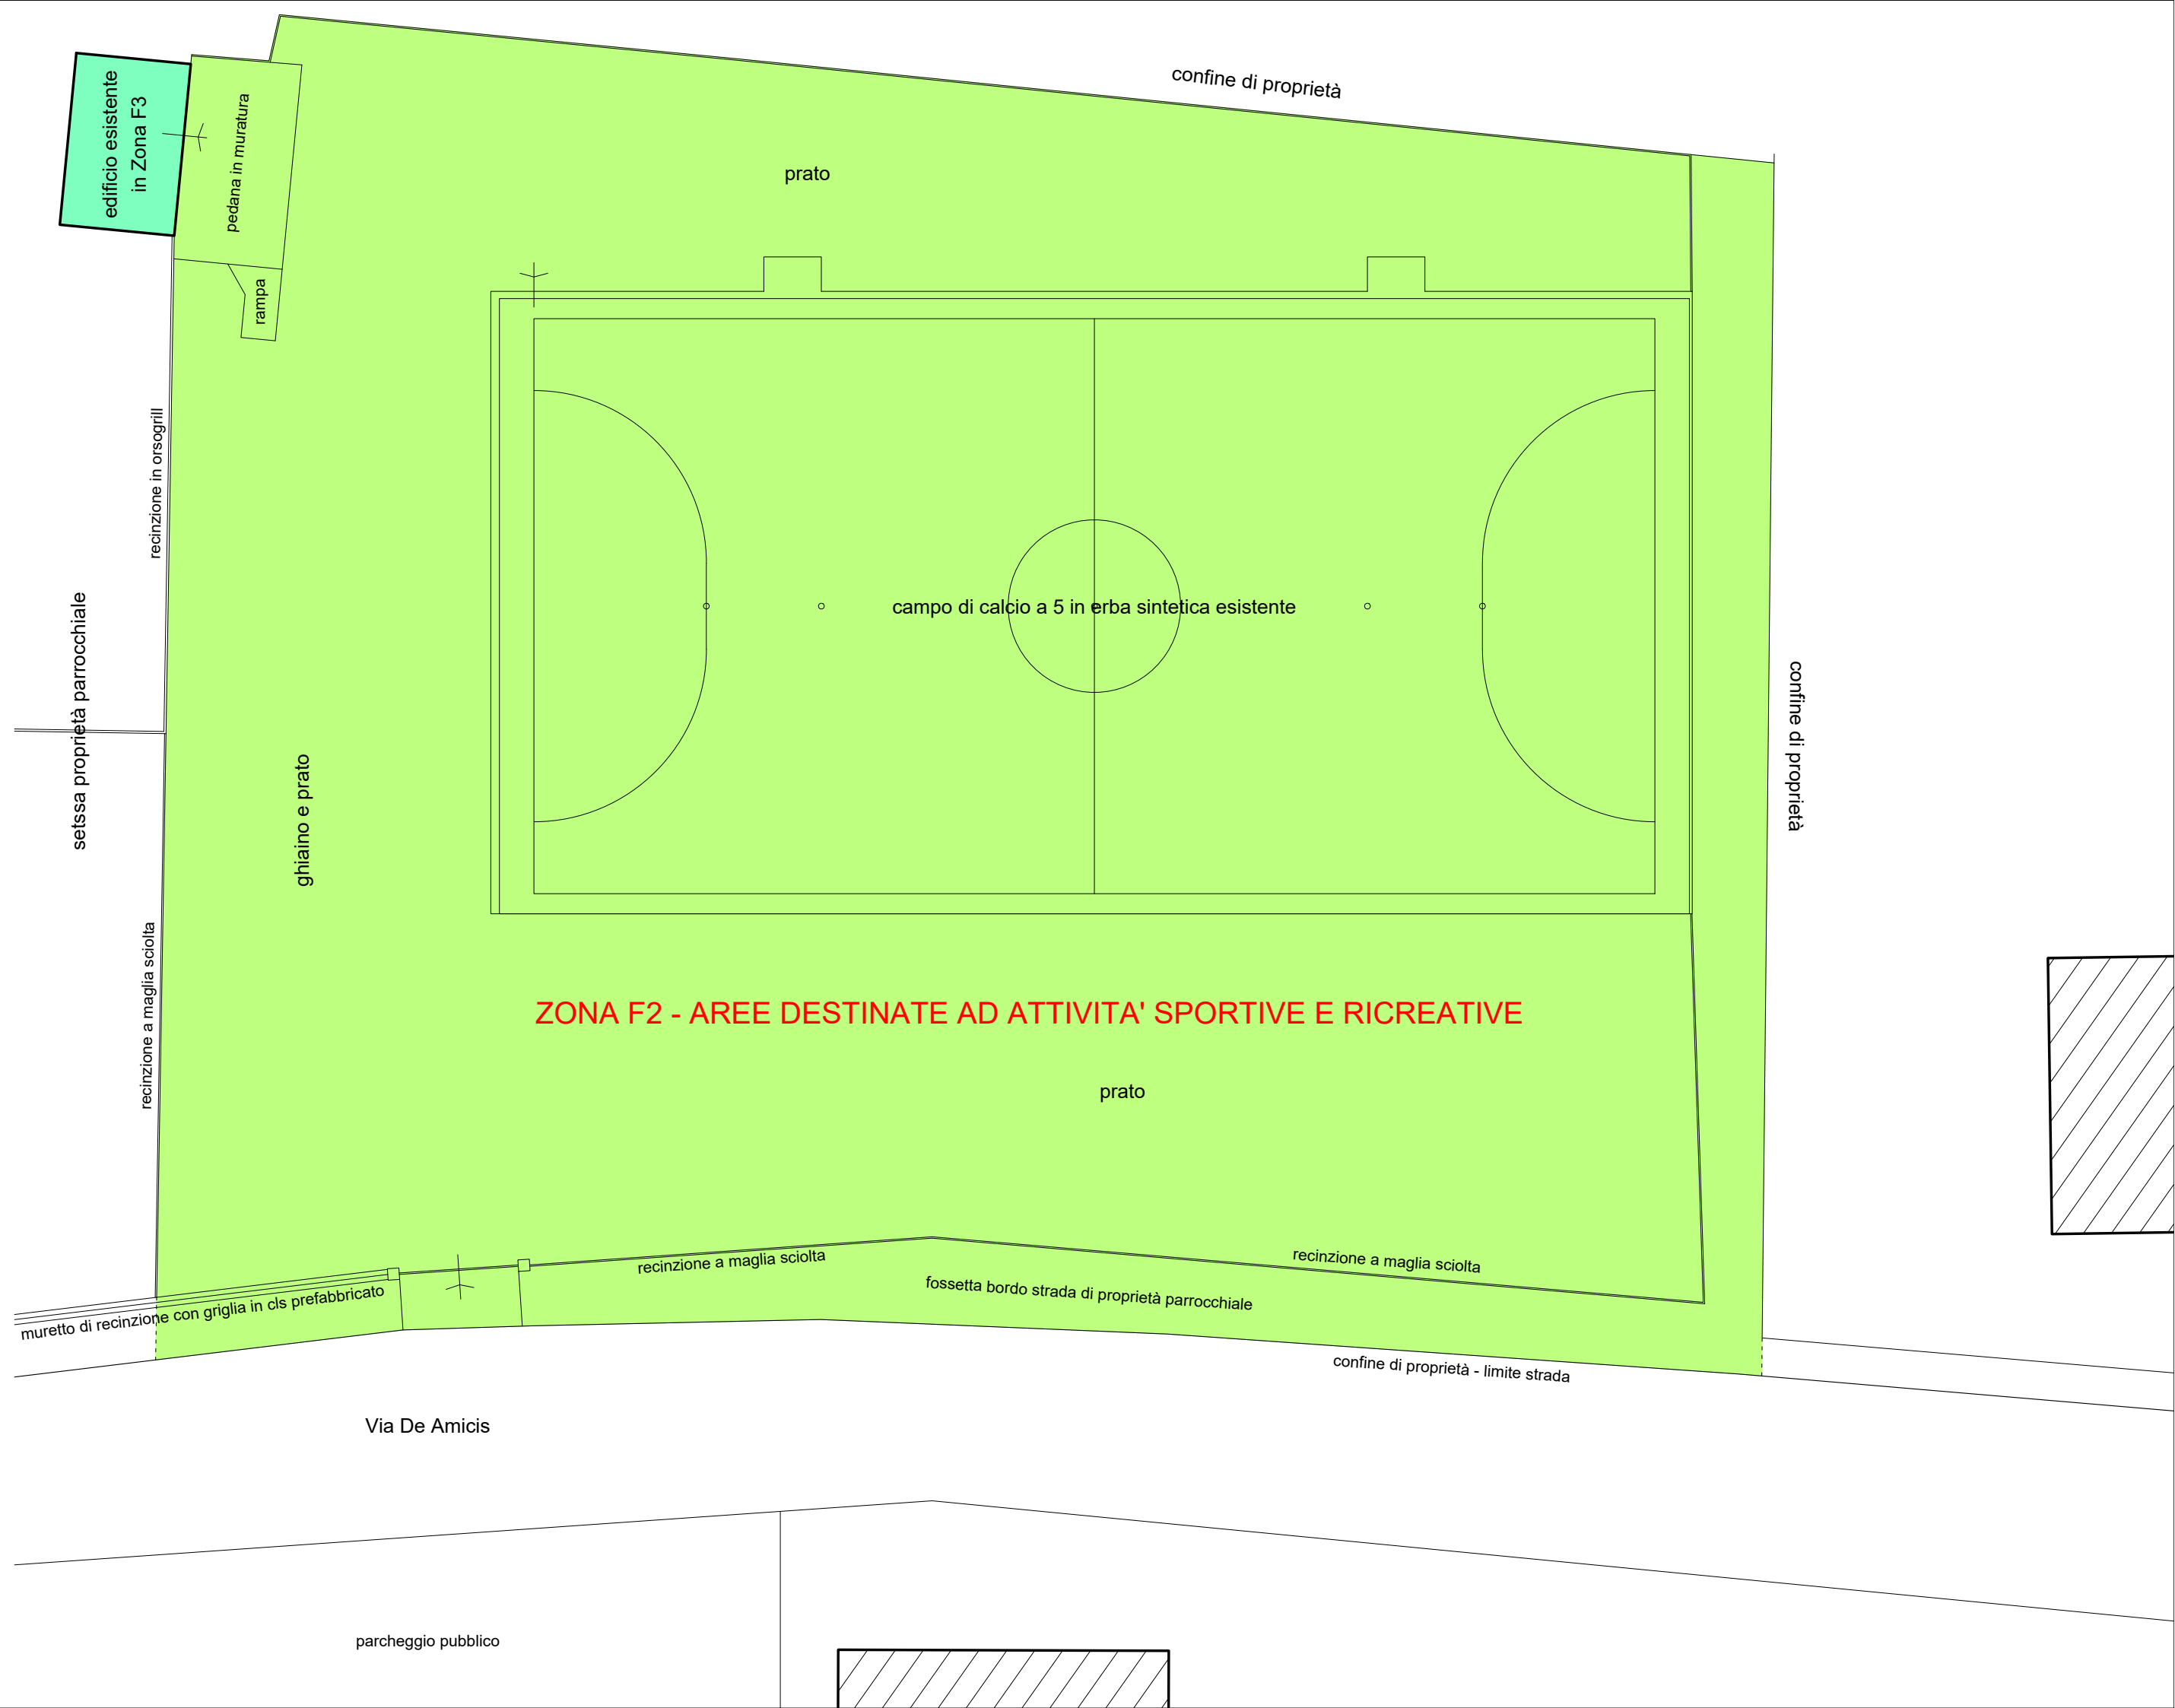 confine di proprietà
edificio esistente
in Zona F3
pedana in muratura
prato
rampa
recinzione in orsogrill
setssa proprietà parrocchiale
campo di calcio a 5 in erba sintetica esistente
confine di proprietà
ghiaino e prato
recinzione a maglia sciolta
ZONA F2 - AREE DESTINATE AD ATTIVITA' SPORTIVE E RICREATIVE
prato
recinzione a maglia sciolta
recinzione a maglia sciolta
fossetta bordo strada di proprietà parrocchiale
muretto di recinzione con griglia in cls prefabbricato
confine di proprietà - limite strada
Via De Amicis
parcheggio pubblico